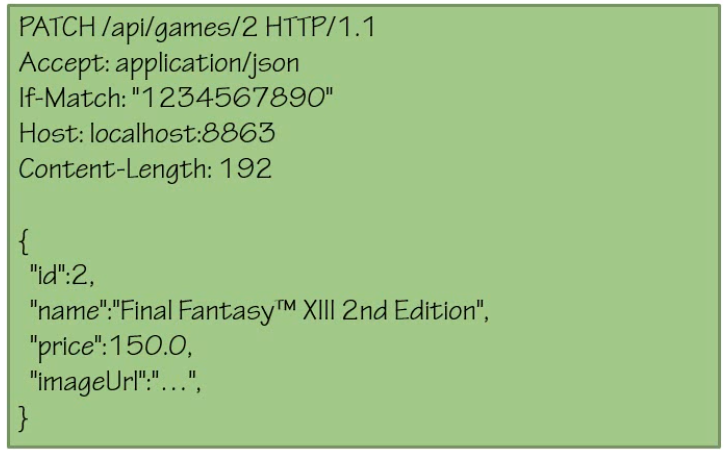 PATCH /api/games/2 HTTP/1.1
Accept: application/json
If-Match: "1234567890"
Host: localhost:8863
Content-Length: 192

{
"id":2,
"name":"Final Fantasy™ XIII 2nd Edition",
"price":150.0,
"imageUrl":"…",
}